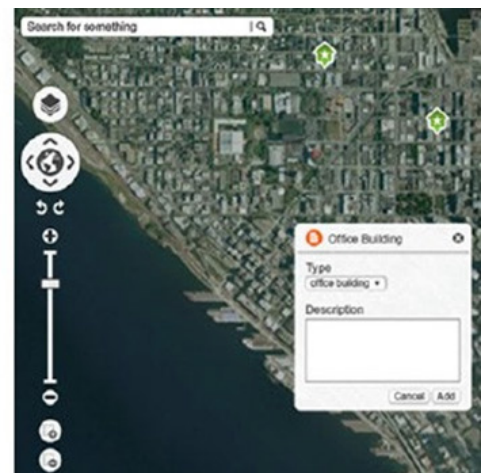 Search for something
Office Building
Type
office building
Description
Cancel Add